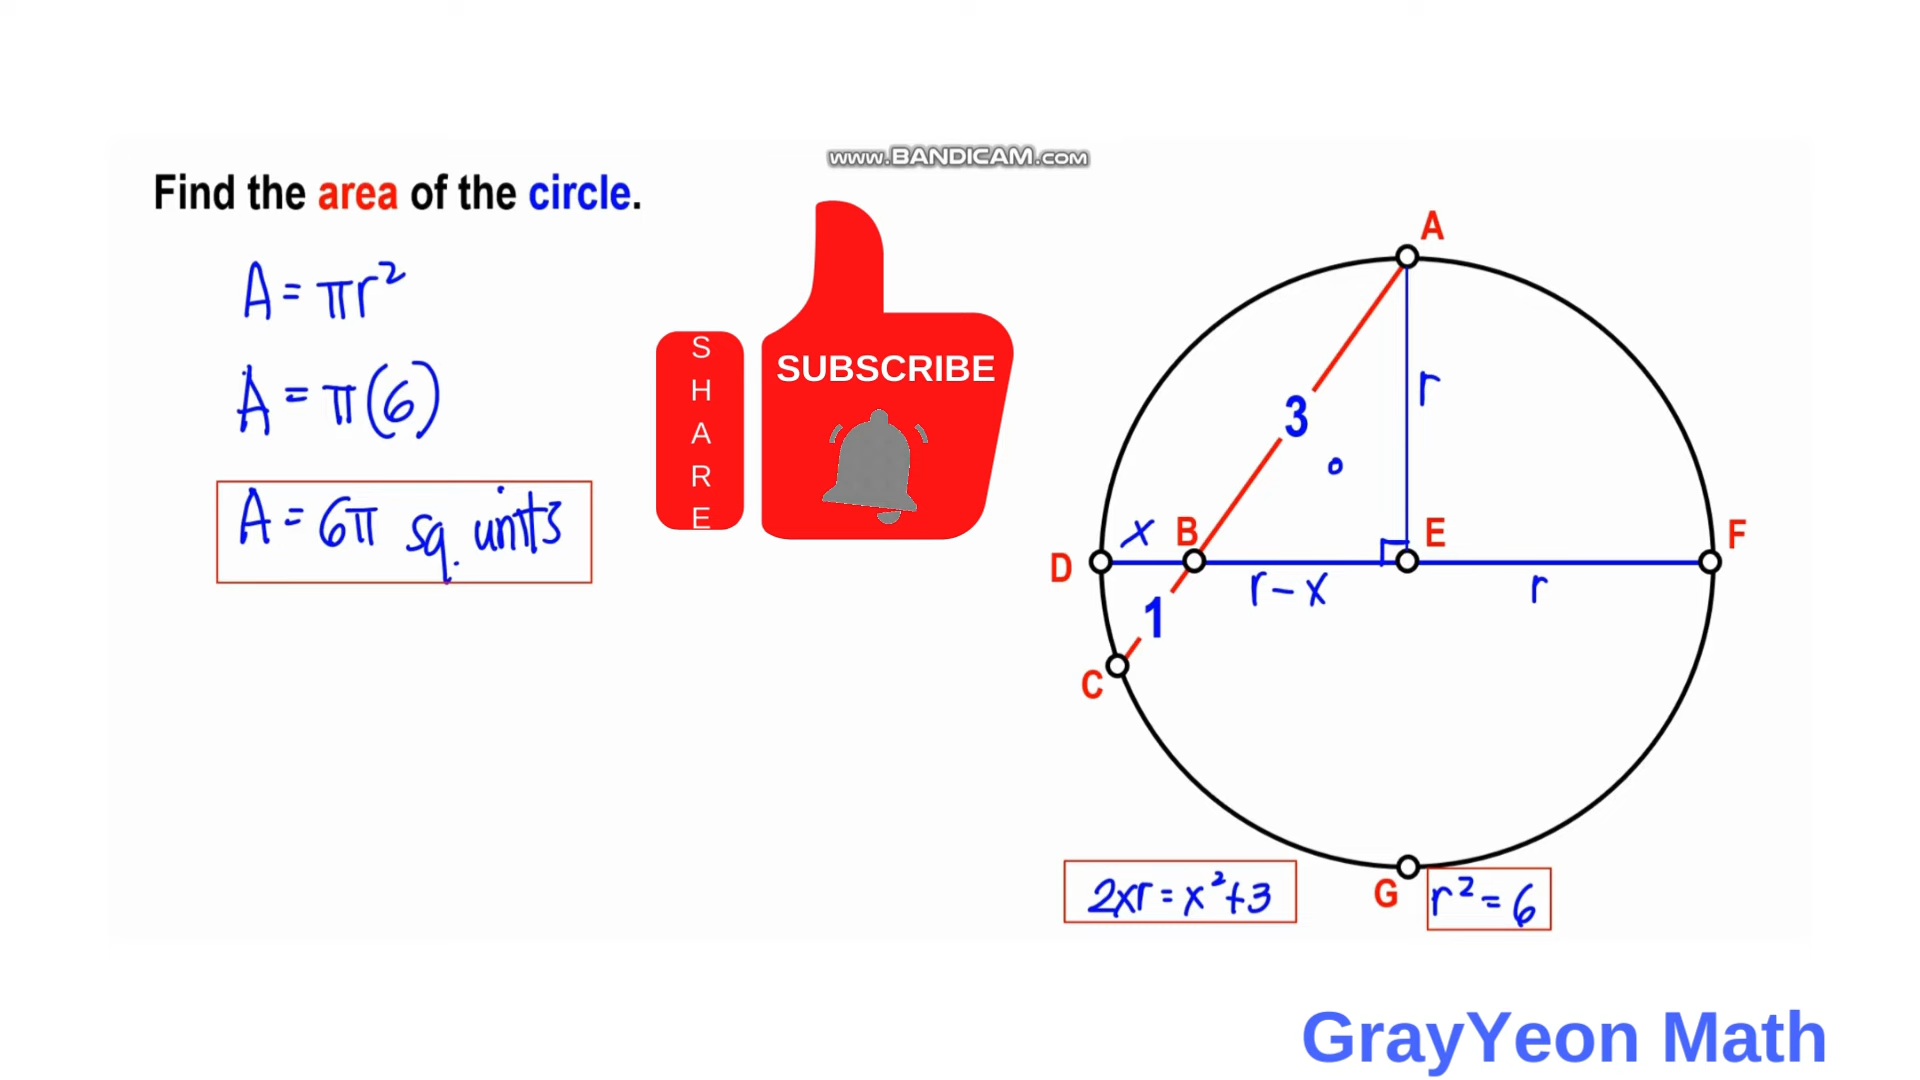 www.BANDICAM.com
Find the area of the circle.
A = πr²
A = π(6)
A = 6π sq. units
S
H
A
R
E
SUBSCRIBE
A
r
3
x
B
E
F
D
r - x
r
1
C
G
2xr = x² + 3
r² = 6
GrayYeon Math